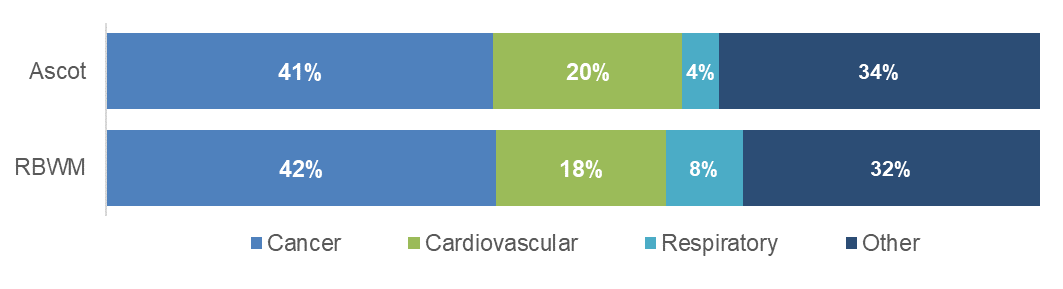 Ascot 41% 20% 4% 34%
RBWM 42% 18% 8% 32%
Cancer Cardiovascular Respiratory Other